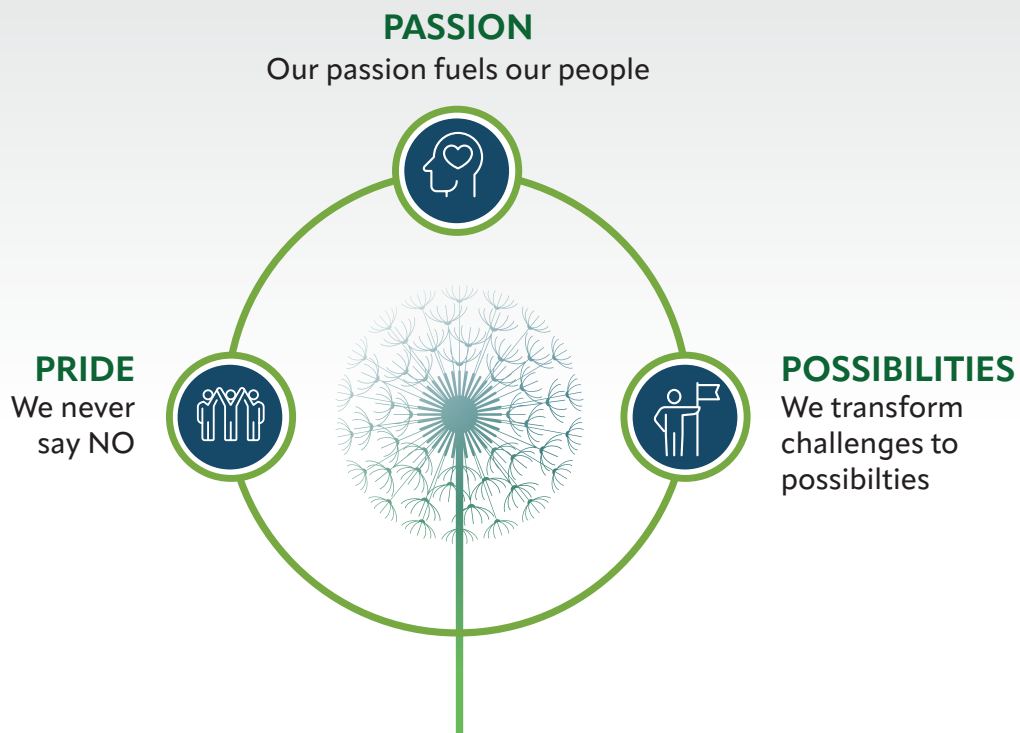 PASSION
Our passion fuels our people
PRIDE
We never
say NO
POSSIBILITIES
We transform
challenges to
possibilties